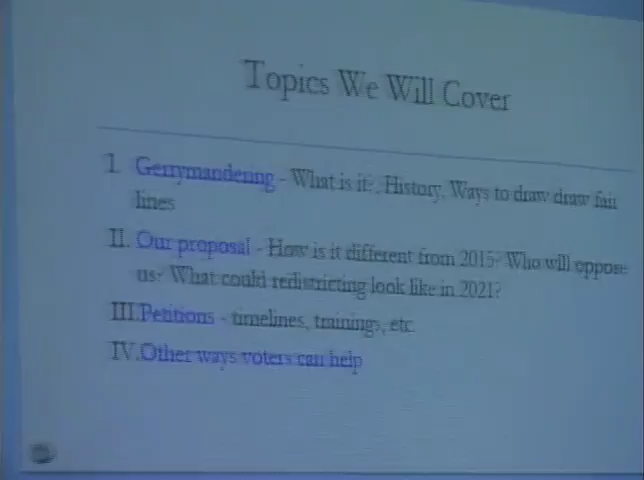 Topics We Will Cover
I. Gerrymandering - What is it?, History, Ways to draw draw fair
lines
II. Our proposal - How is it different from 2015? Who will oppose
us? What could redistricting look like in 2021?
III. Petitions - timelines, trainings, etc.
IV. Other ways voters can help